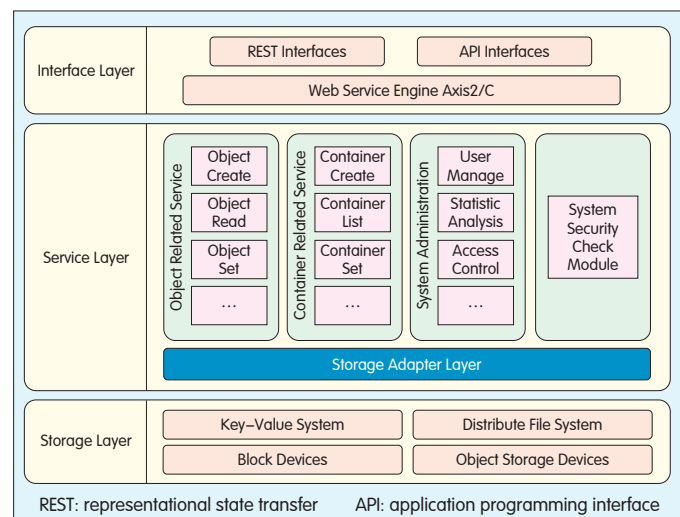 Interface Layer
REST Interfaces
API Interfaces
Web Service Engine Axis2/C
Service Layer
Object Related Service
Object
Create
Object
Read
Object
Set
...
Container Related Service
Container
Create
Container
List
Container
Set
...
System Administration
User
Manage
Statistic
Analysis
Access
Control
...
System
Security
Check
Module
Storage Adapter Layer
Storage Layer
Key–Value System
Distribute File System
Block Devices
Object Storage Devices
REST: representational state transfer
API: application programming interface